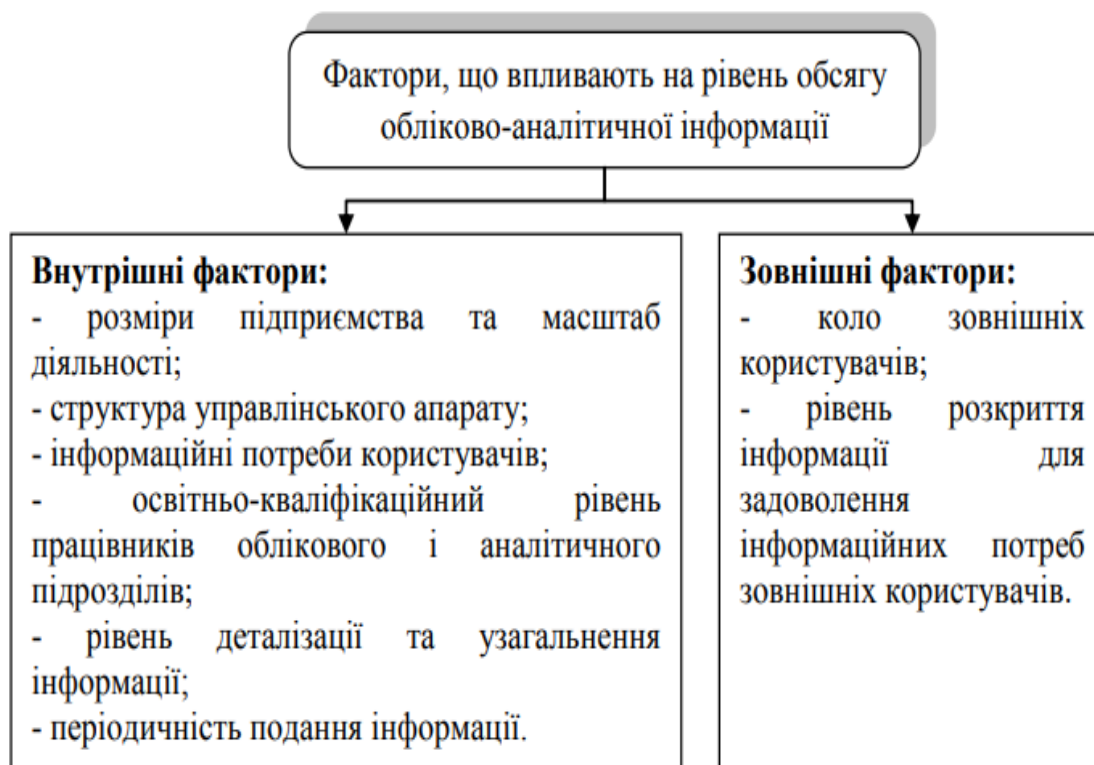 Фактори, що впливають на рівень обсягу
обліково-аналітичної інформації
Внутрішні фактори:
- розміри підприємства та масштаб
діяльності;
- структура управлінського апарату;
- інформаційні потреби користувачів;
- освітньо-кваліфікаційний рівень
працівників облікового і аналітичного
підрозділів;
- рівень деталізації та узагальнення
інформації;
- періодичність подання інформації.
Зовнішні фактори:
- коло зовнішніх
користувачів;
- рівень розкриття
інформації для
задоволення
інформаційних потреб
зовнішніх користувачів.